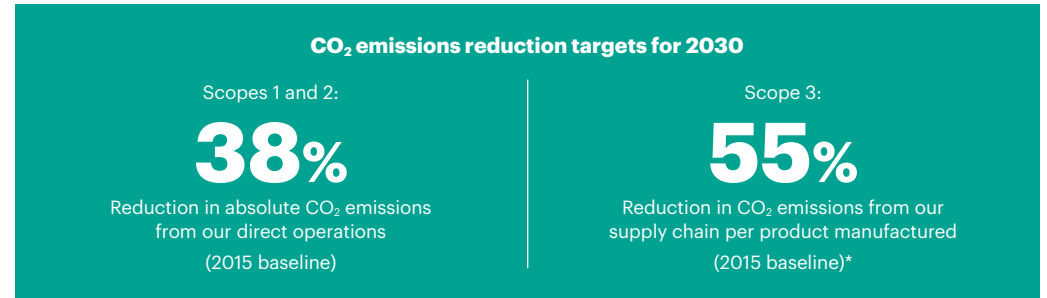 CO₂ emissions reduction targets for 2030
Scopes 1 and 2:
38%
Reduction in absolute CO₂ emissions
from our direct operations
(2015 baseline)
Scope 3:
55%
Reduction in CO₂ emissions from our
supply chain per product manufactured
(2015 baseline)*